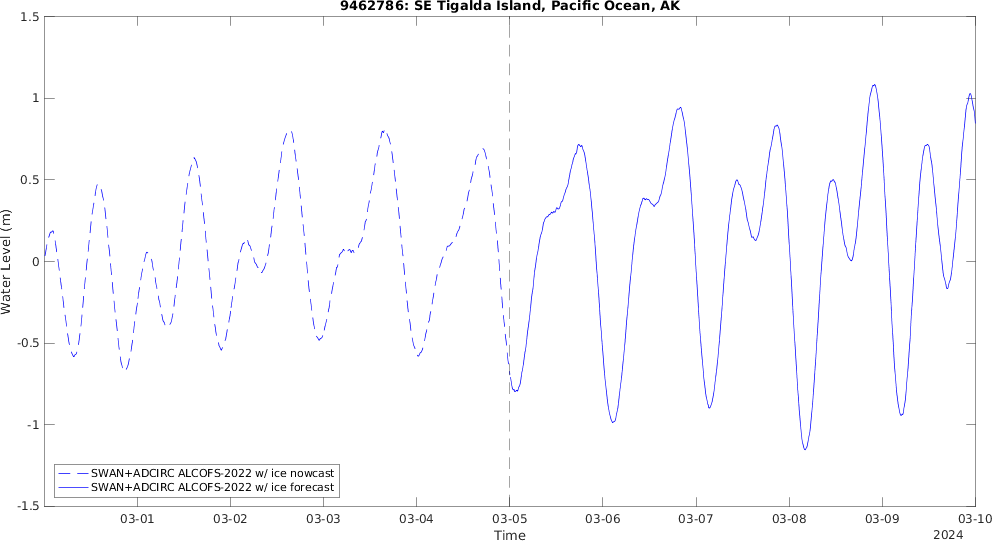 9462786: SE Tigalda Island, Pacific Ocean, AK
1.5
1
0.5
0
-0.5
-1
-1.5
Water Level (m)
SWAN+ADCIRC ALCOFS-2022 w/ ice nowcast
SWAN+ADCIRC ALCOFS-2022 w/ ice forecast
03-01 03-02 03-03 03-04 03-05 03-06 03-07 03-08 03-09 03-10
Time
2024